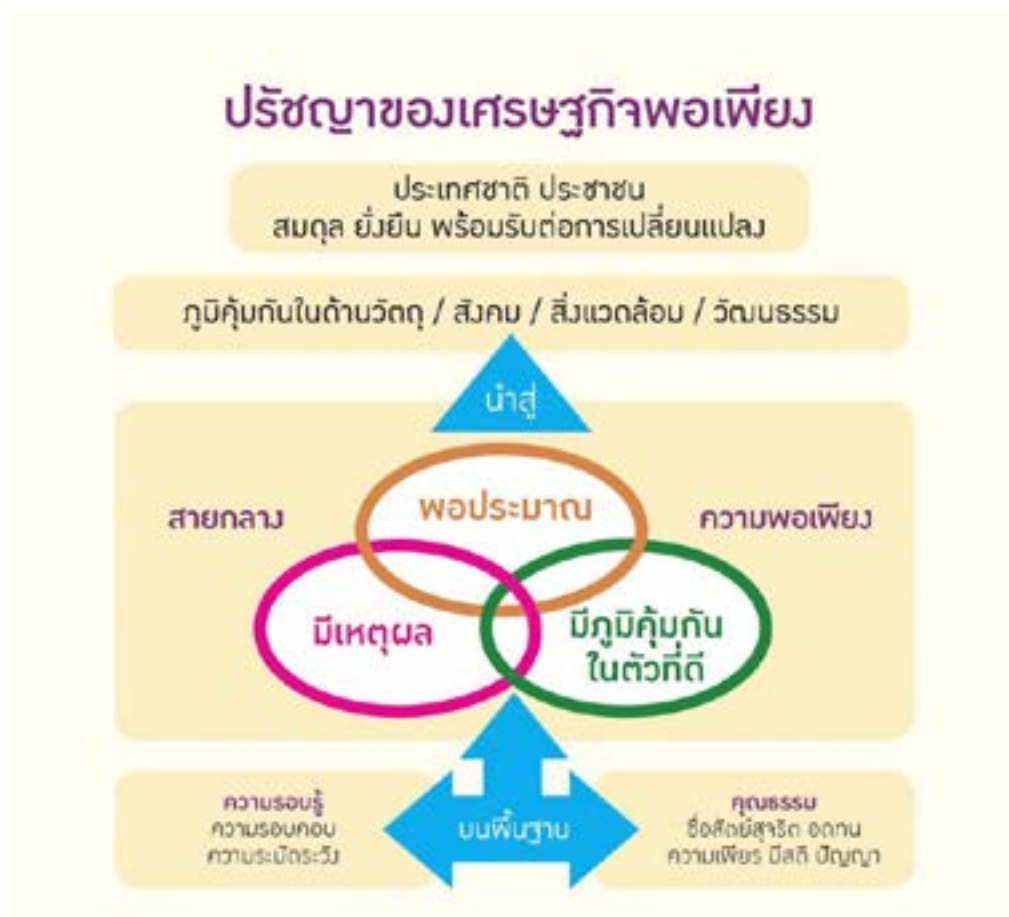 ปรัชญาของเศรษฐกิจพอเพียง
ประเทศชาติ ประชาชน
สมดุล ยั่งยืน พร้อมรับต่อการเปลี่ยนแปลง
ภูมิคุ้มกันในด้านวัตถุ / สังคม / สิ่งแวดล้อม / วัฒนธรรม
นำสู่
พอประมาณ
สายกลาง
ความพอเพียง
มีเหตุผล
มีภูมิคุ้มกัน
ในตัวที่ดี
ความรอบรู้
ความรอบคอบ
ความระมัดระวัง
บนพื้นฐาน
คุณธรรม
ซื่อสัตย์สุจริต อดทน
ความเพียร มีสติ ปัญญา